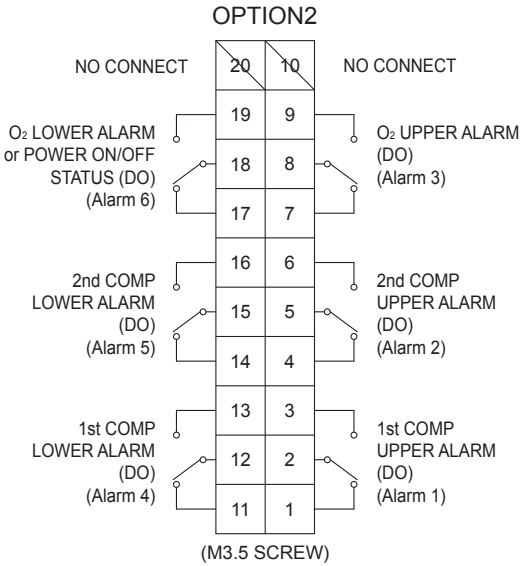 OPTION2
NO CONNECT
20
10
NO CONNECT
19
9
O₂ LOWER ALARM
or POWER ON/OFF
STATUS (DO)
(Alarm 6)
18
8
O₂ UPPER ALARM
(DO)
(Alarm 3)
17
7
16
6
2nd COMP
LOWER ALARM
(DO)
(Alarm 5)
15
5
2nd COMP
UPPER ALARM
(DO)
(Alarm 2)
14
4
13
3
1st COMP
LOWER ALARM
(DO)
(Alarm 4)
12
2
1st COMP
UPPER ALARM
(DO)
(Alarm 1)
11
1
(M3.5 SCREW)